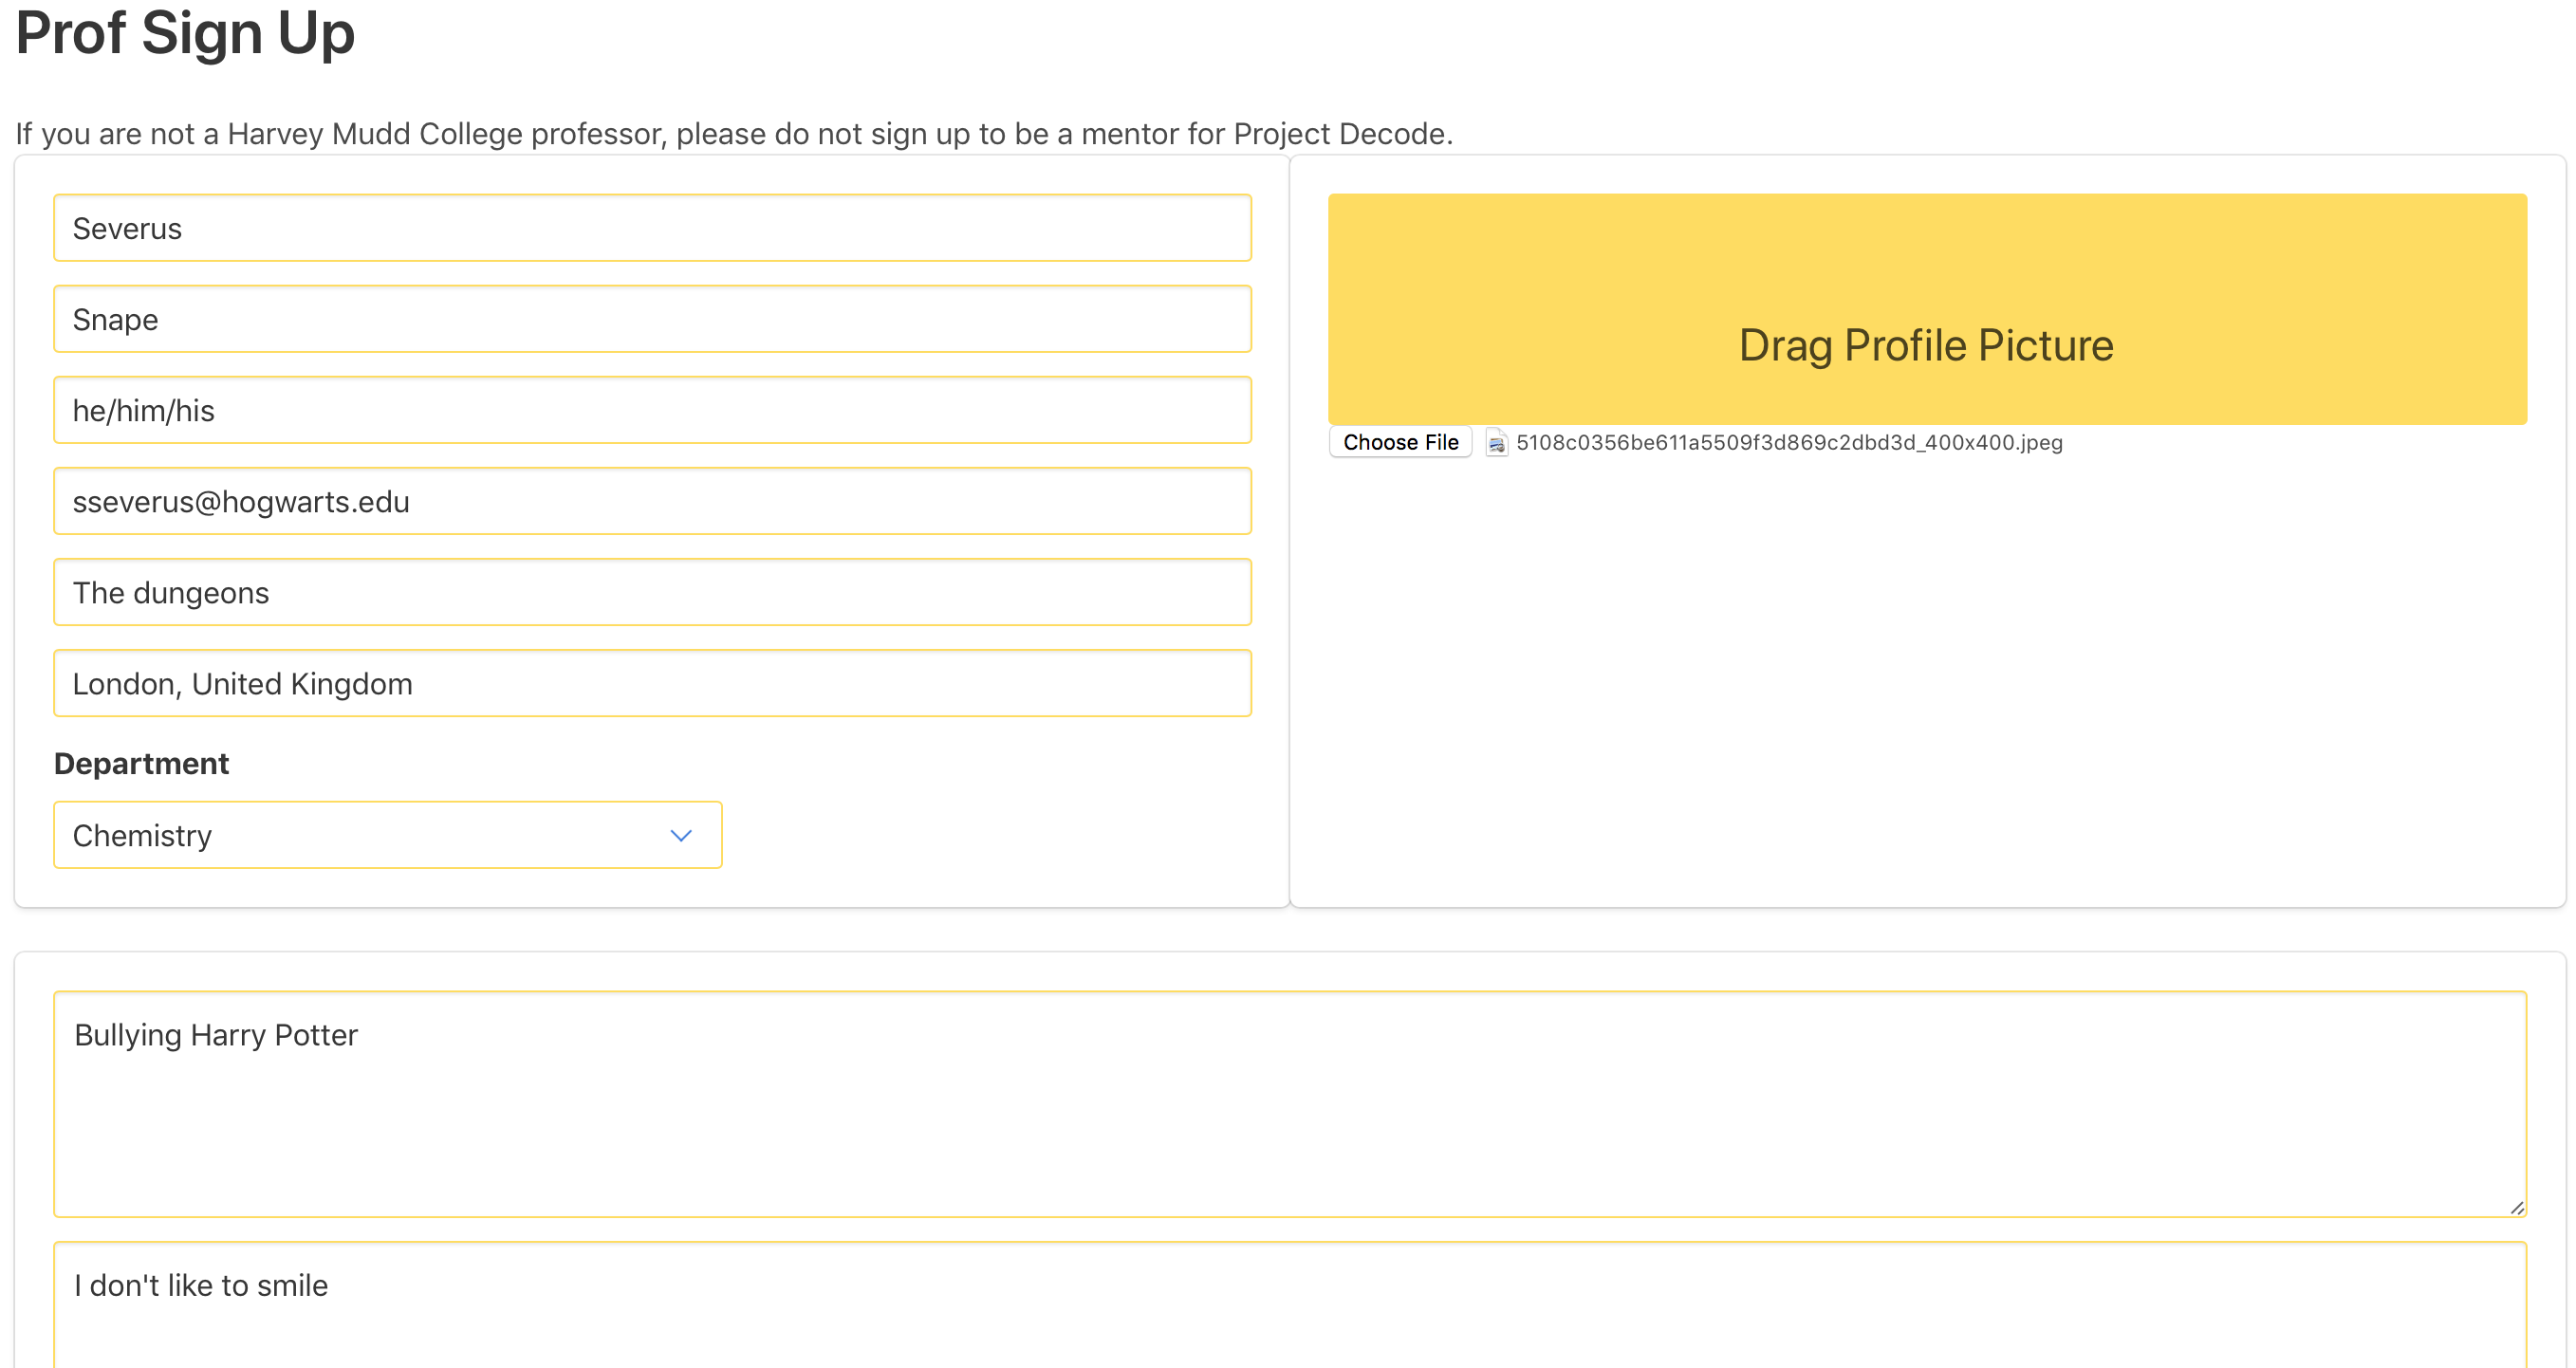 Prof Sign Up
If you are not a Harvey Mudd College professor, please do not sign up to be a mentor for Project Decode.
Severus
Snape
he/him/his
sseverus@hogwarts.edu
The dungeons
London, United Kingdom
Department
Chemistry
Drag Profile Picture
Choose File 5108c0356be611a5509f3d869c2dbd3d_400x400.jpeg
Bullying Harry Potter
I don't like to smile